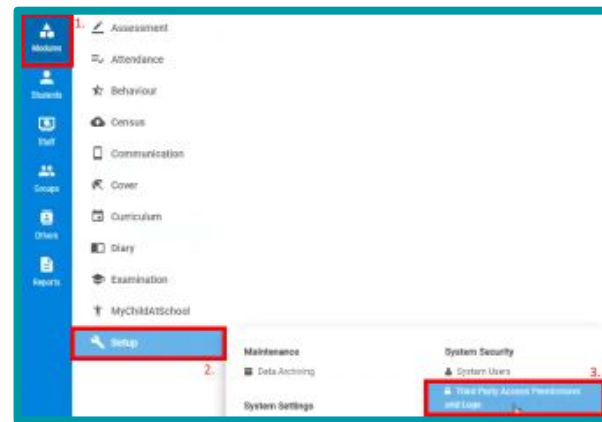 1.
Modules
Students
Staff
Groups
Others
Reports
Assessment
Attendance
Behaviour
Census
Communication
Cover
Curriculum
Diary
Examination
MyChildAtSchool
Setup
2.
Maintenance
Data Archiving
System Settings
System Security
System Users
3.
Third Party Access Permissions
and Logs